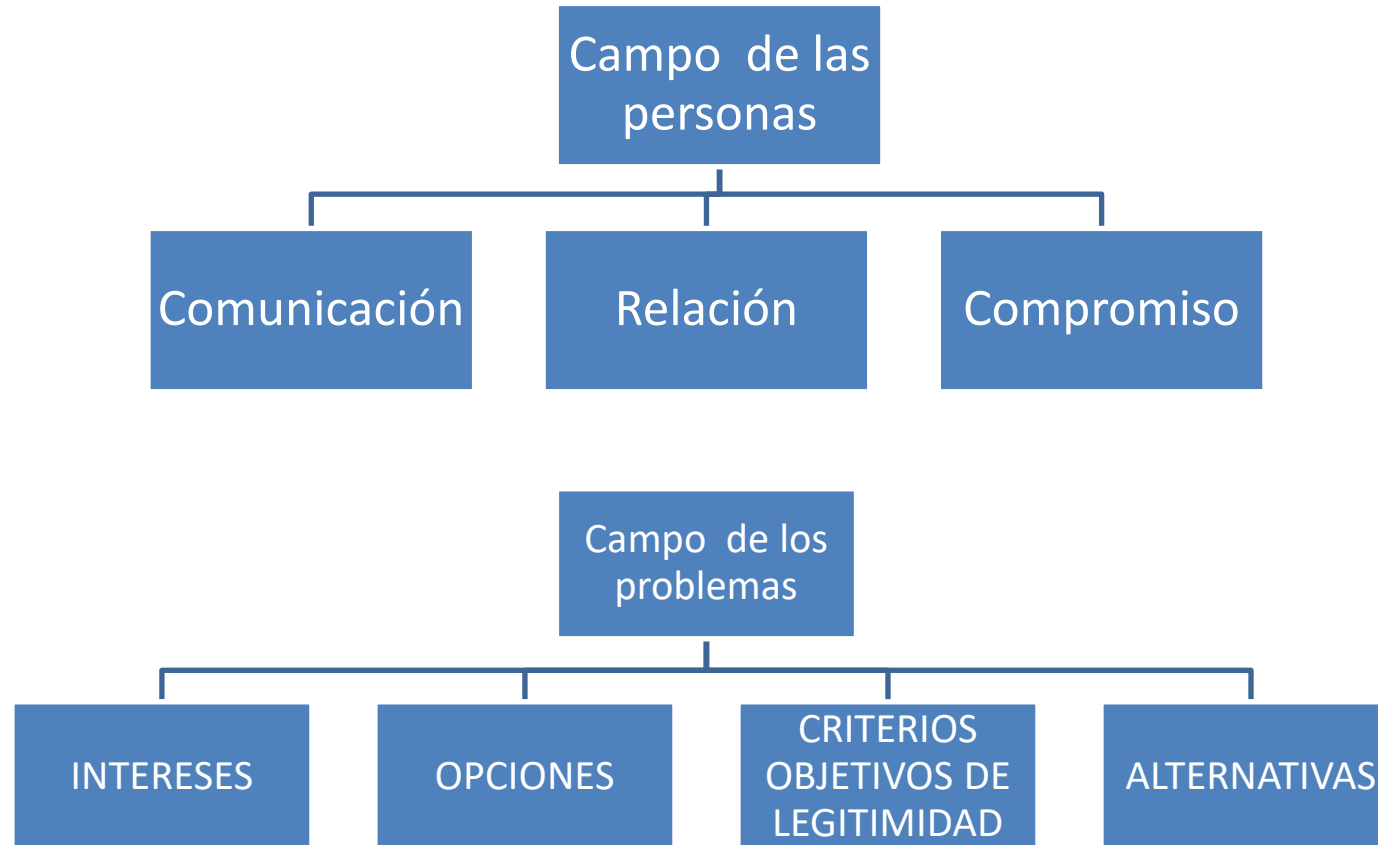 Campo  de las
personas
Comunicación
Relación
Compromiso
Campo  de los
problemas
INTERESES
OPCIONES
CRITERIOS
OBJETIVOS DE
LEGITIMIDAD
ALTERNATIVAS